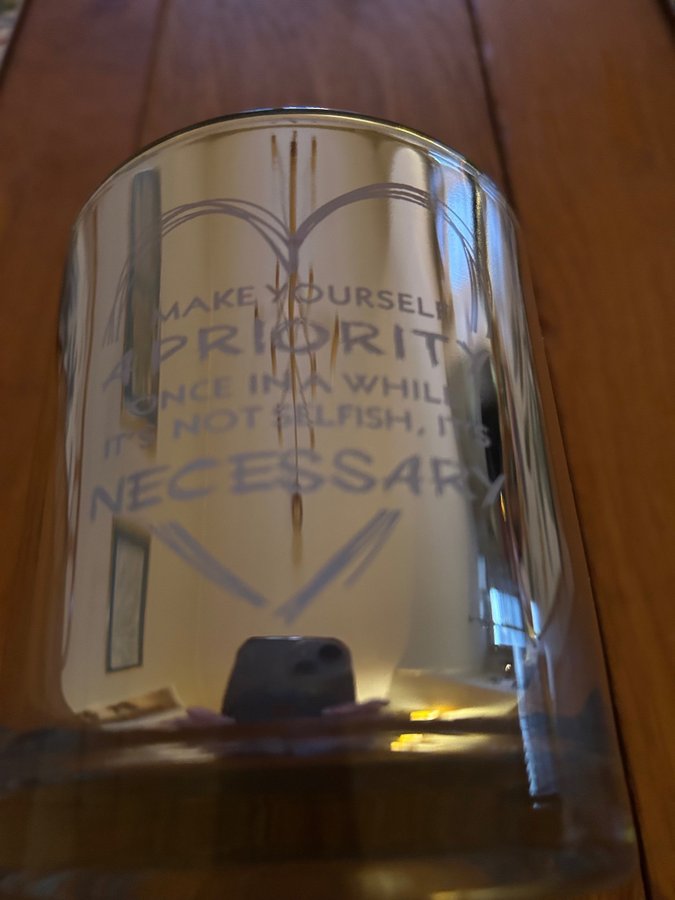 MAKE YOURSELF
A PRIORITY
ONCE IN A WHILE
IT'S NOT SELFISH, IT'S
NECESSARY